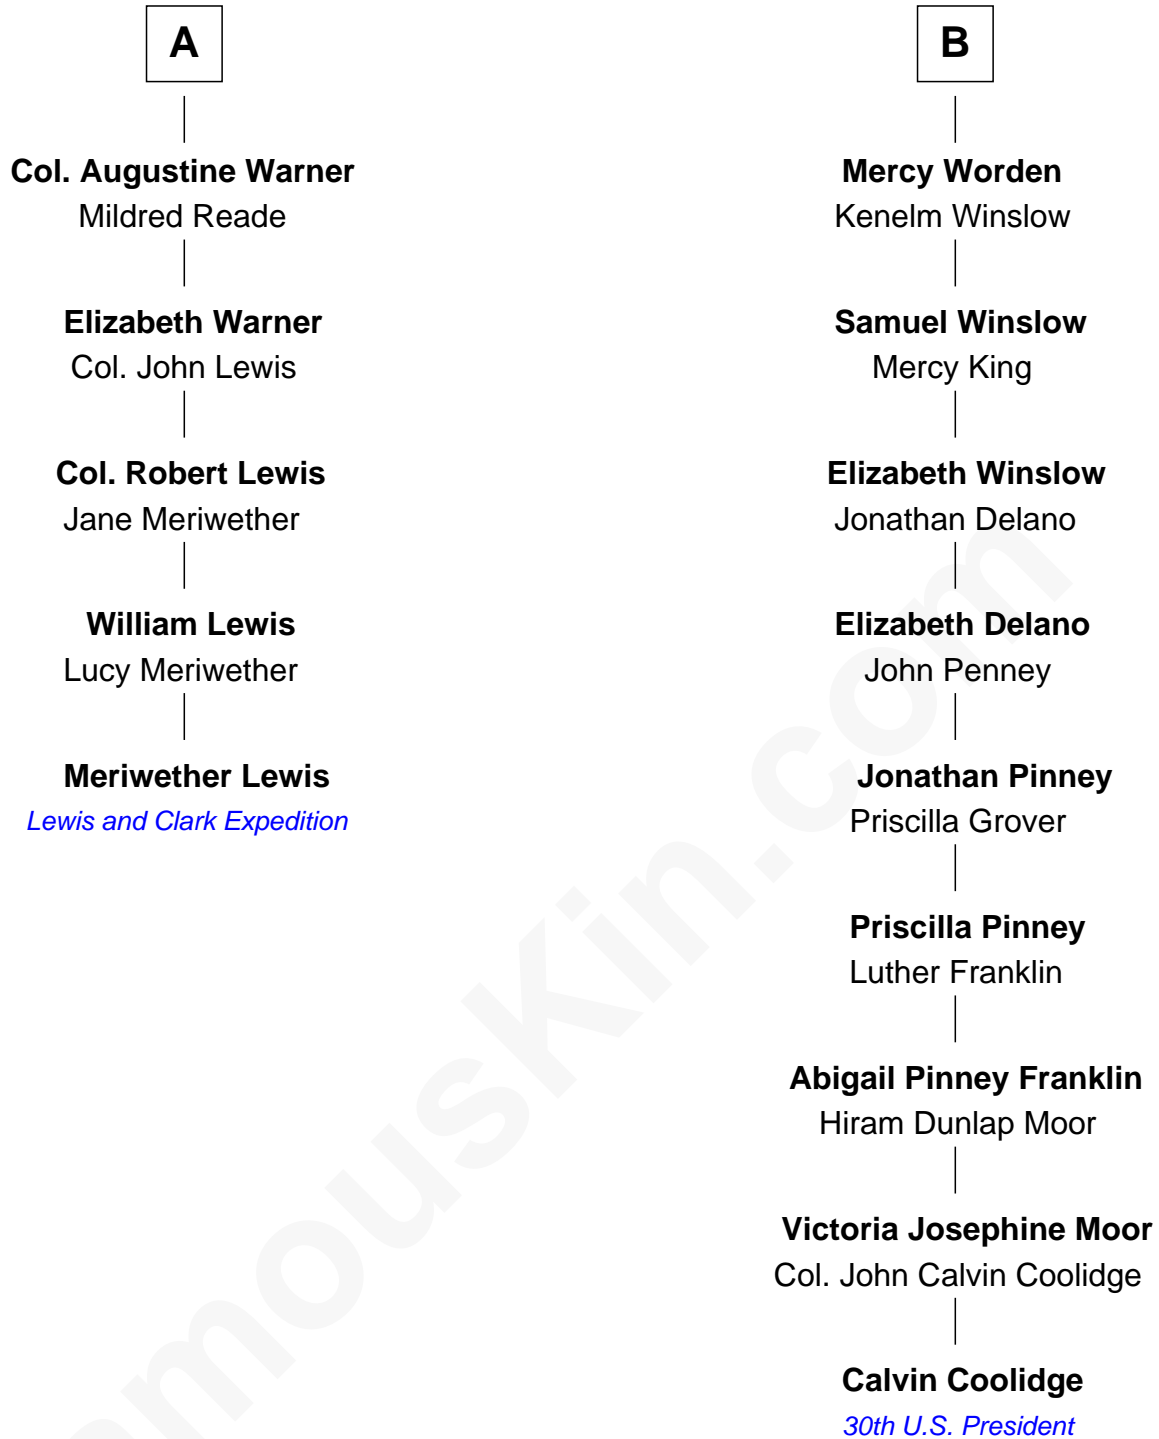 A
Col. Augustine Warner
Mildred Reade
Elizabeth Warner
Col. John Lewis
Col. Robert Lewis
Jane Meriwether
William Lewis
Lucy Meriwether
Meriwether Lewis
Lewis and Clark Expedition
B
Mercy Worden
Kenelm Winslow
Samuel Winslow
Mercy King
Elizabeth Winslow
Jonathan Delano
Elizabeth Delano
John Penney
Jonathan Pinney
Priscilla Grover
Priscilla Pinney
Luther Franklin
Abigail Pinney Franklin
Hiram Dunlap Moor
Victoria Josephine Moor
Col. John Calvin Coolidge
Calvin Coolidge
30th U.S. President
amouskin.com